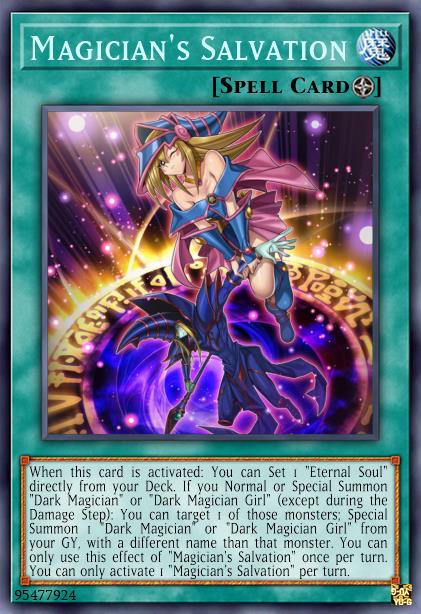 Magician's Salvation
魔
[Spell Card]
When this card is activated: You can Set 1 "Eternal Soul"
directly from your Deck. If you Normal or Special Summon
"Dark Magician" or "Dark Magician Girl" (except during the
Damage Step): You can target 1 of those monsters; Special
Summon 1 "Dark Magician" or "Dark Magician Girl" from
your GY, with a different name than that monster. You can
only use this effect of "Magician's Salvation" once per turn.
You can only activate 1 "Magician's Salvation" per turn.
95477924